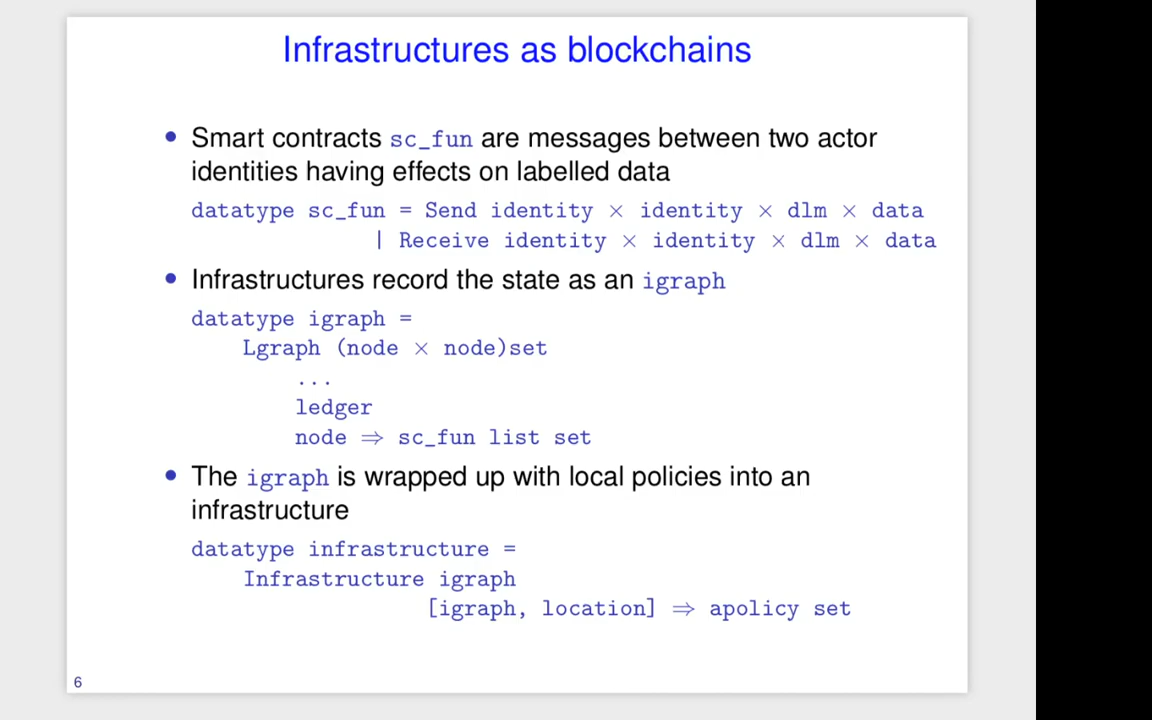 Infrastructures as blockchains
• Smart contracts sc_fun are messages between two actor
identities having effects on labelled data
datatype sc_fun = Send identity × identity × dlm × data
| Receive identity × identity × dlm × data
• Infrastructures record the state as an igraph
datatype igraph =
Lgraph (node × node)set
...
ledger
node ⇒ sc_fun list set
• The igraph is wrapped up with local policies into an
infrastructure
datatype infrastructure =
Infrastructure igraph
[igraph, location] ⇒ apolicy set
6